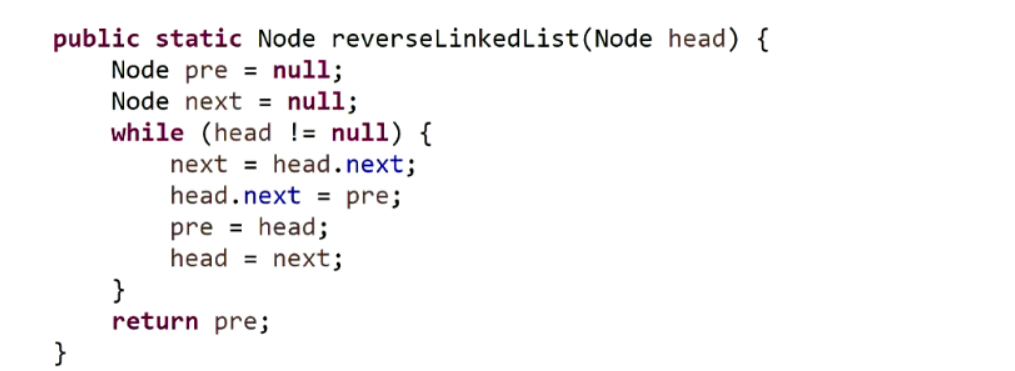 public static Node reverseLinkedList(Node head) {
    Node pre = null;
    Node next = null;
    while (head != null) {
        next = head.next;
        head.next = pre;
        pre = head;
        head = next;
    }
    return pre;
}